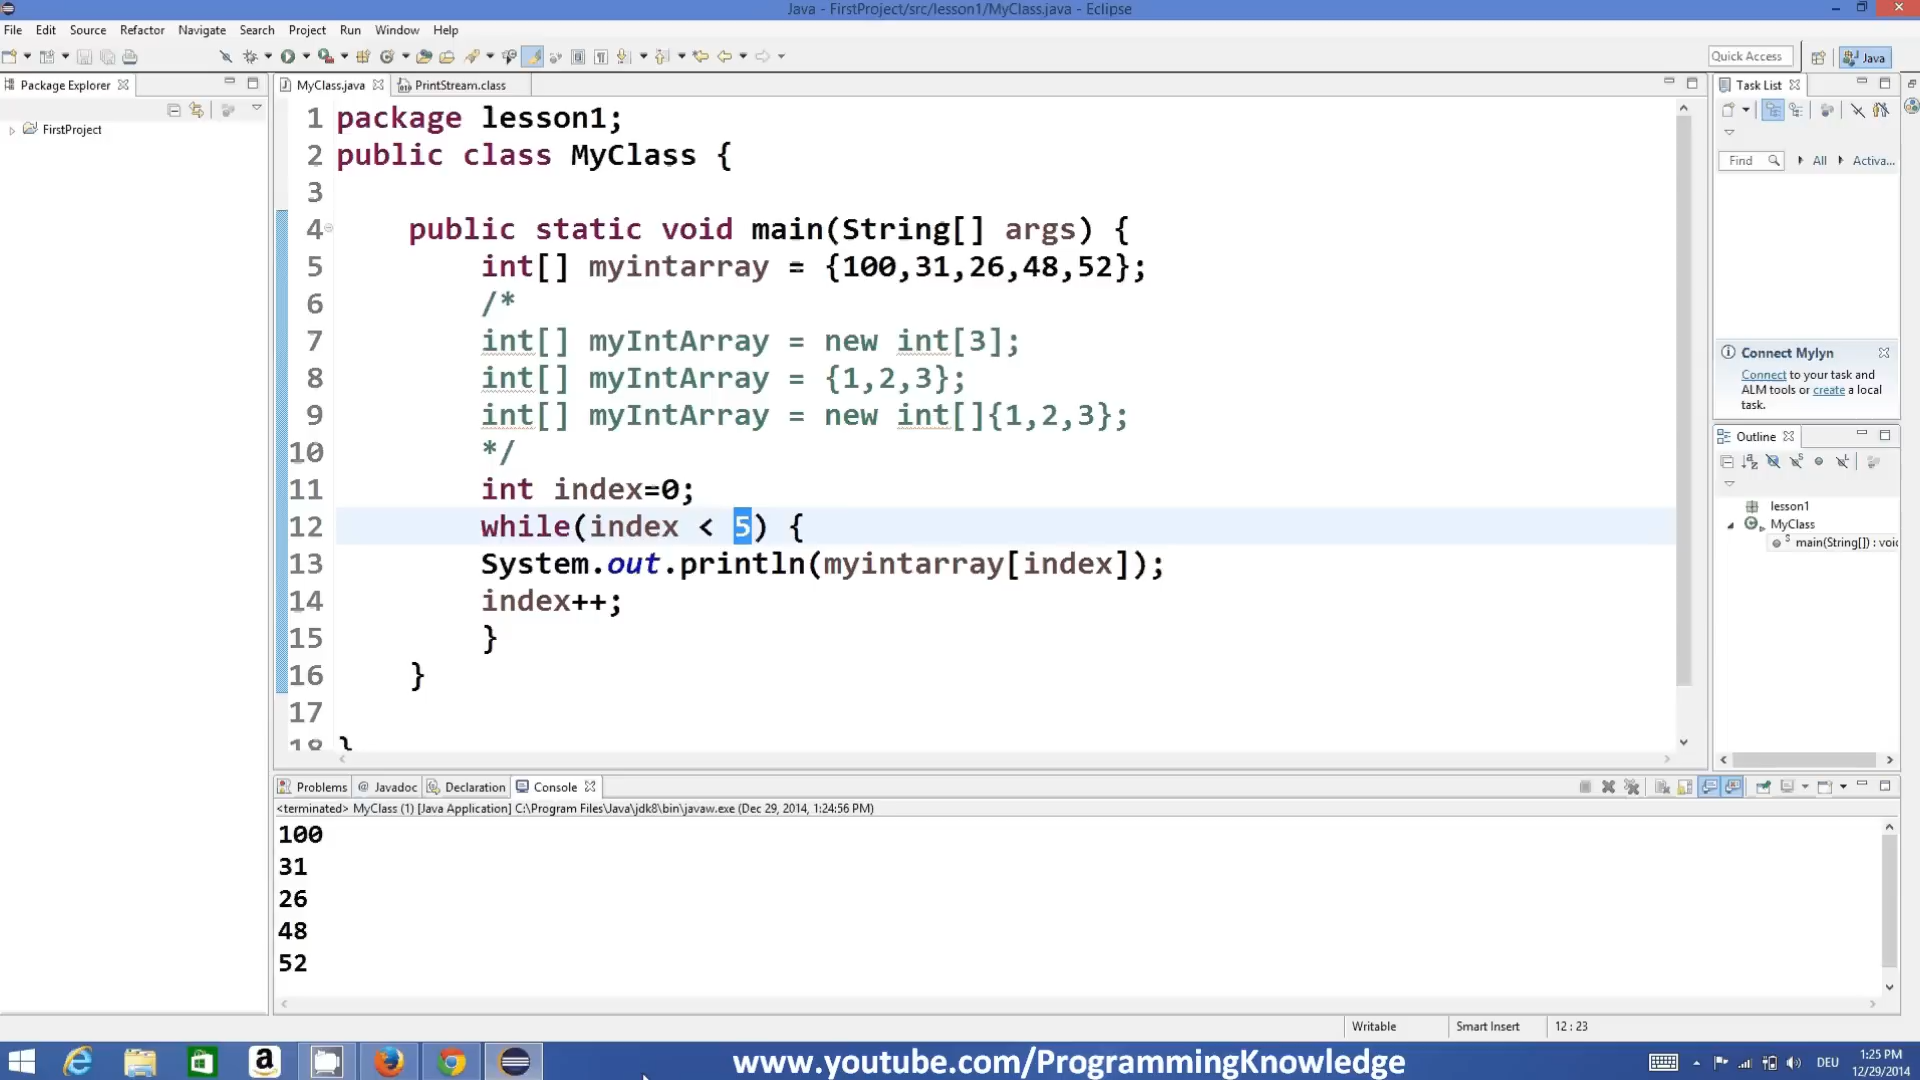 Java - FirstProject/src/lesson1/MyClass.java - Eclipse
File Edit Source Refactor Navigate Search Project Run Window Help
Quick Access
Java
Package Explorer
FirstProject
MyClass.java
PrintStream.class
1 package lesson1;
2 public class MyClass {
3
4 public static void main(String[] args) {
5 int[] myintarray = {100,31,26,48,52};
6 /*
7 int[] myIntArray = new int[3];
8 int[] myIntArray = {1,2,3};
9 int[] myIntArray = new int[]{1,2,3};
10 */
11 int index=0;
12 while(index < 5) {
13 System.out.println(myintarray[index]);
14 index++;
15 }
16 }
17
18 }
Task List
Find All Activa...
Connect Mylyn
Connect to your task and
ALM tools or create a local
task.
Outline
lesson1
MyClass
main(String[]) : voi
Problems @ Javadoc Declaration Console
<terminated> MyClass (1) [Java Application] C:\Program Files\Java\jdk8\bin\javaw.exe (Dec 29, 2014, 1:24:56 PM)
100
31
26
48
52
Writable Smart Insert 12 : 23
www.youtube.com/ProgrammingKnowledge
DEU
1:25 PM
12/29/2014